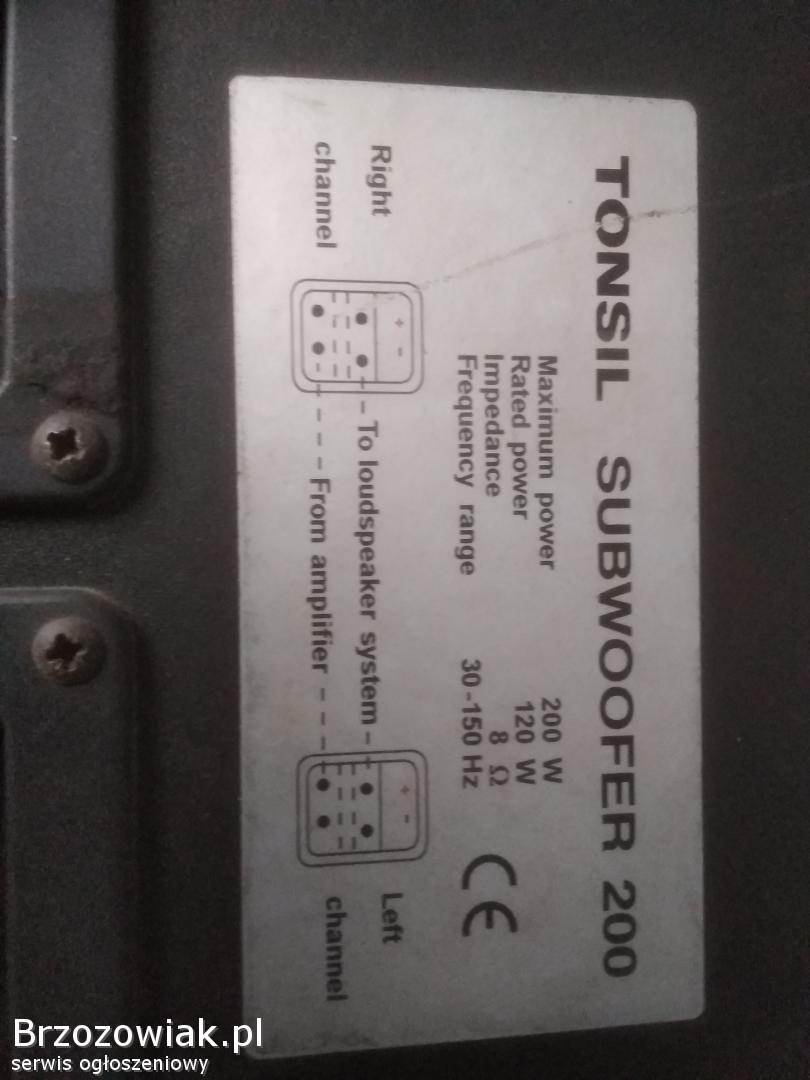 TONSIL SUBWOOFER 200
Maximum power 200 W
Rated power 120 W
Impedance 8 Ω
Frequency range 30-150 Hz
CE
Right
channel
+ -
To loudspeaker system
From amplifier
+ -
Left
channel
Brzozowiak.pl
serwis ogłoszeniowy